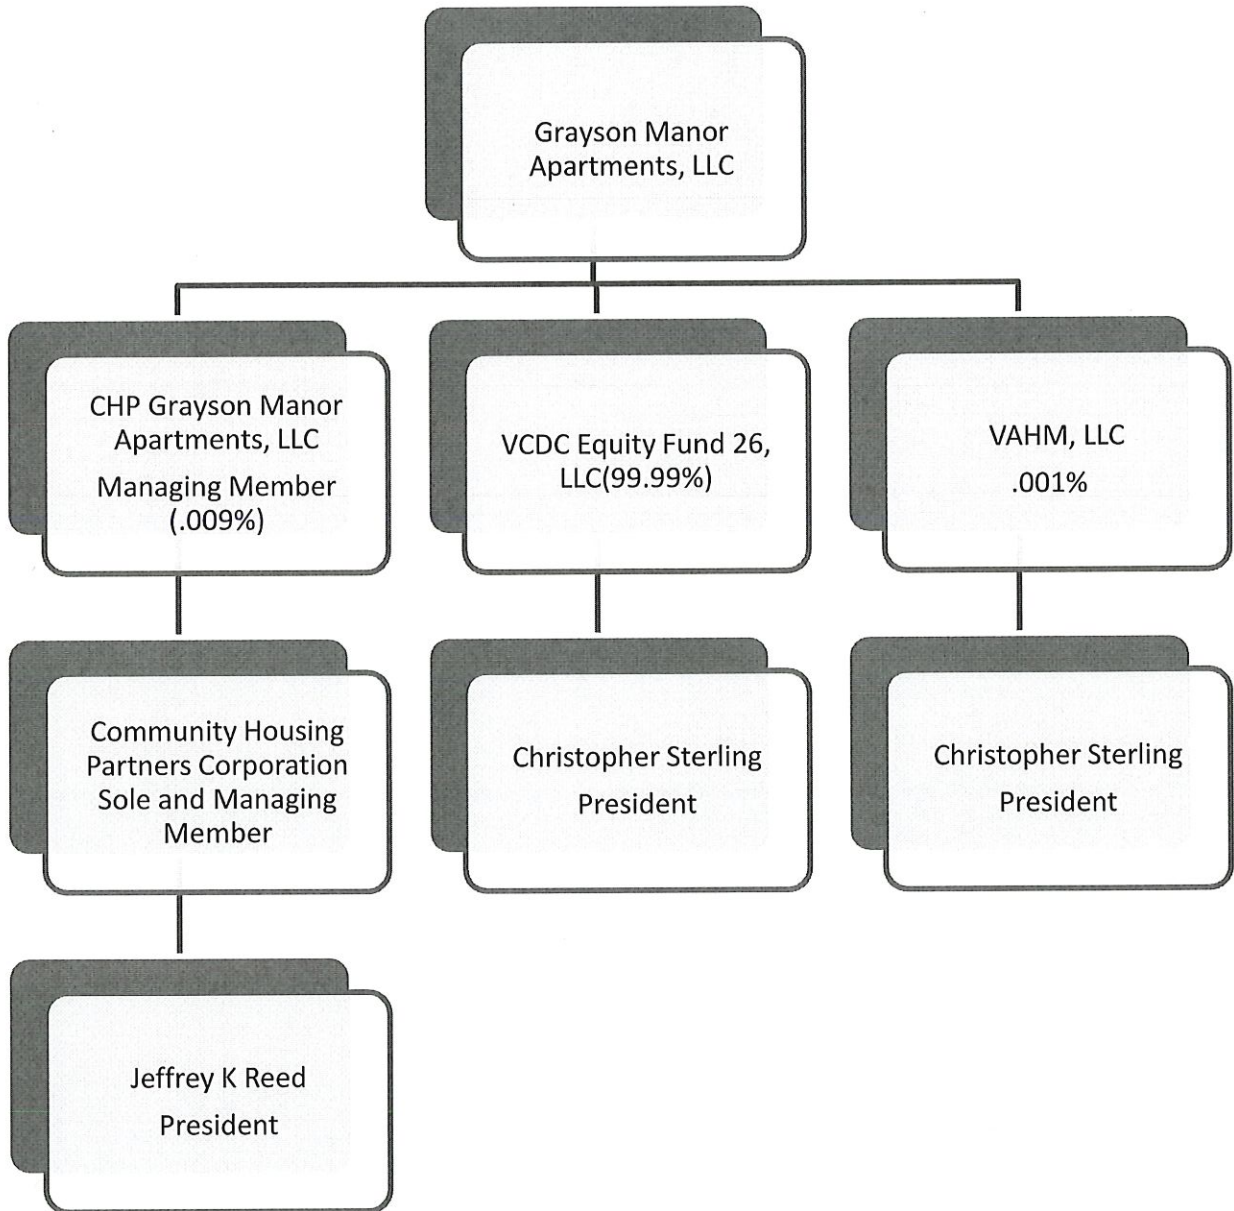 Grayson Manor
Apartments, LLC
CHP Grayson Manor
Apartments, LLC
Managing Member
(.009%)
VCDC Equity Fund 26,
LLC(99.99%)
VAHM, LLC
.001%
Community Housing
Partners Corporation
Sole and Managing
Member
Christopher Sterling
President
Christopher Sterling
President
Jeffrey K Reed
President